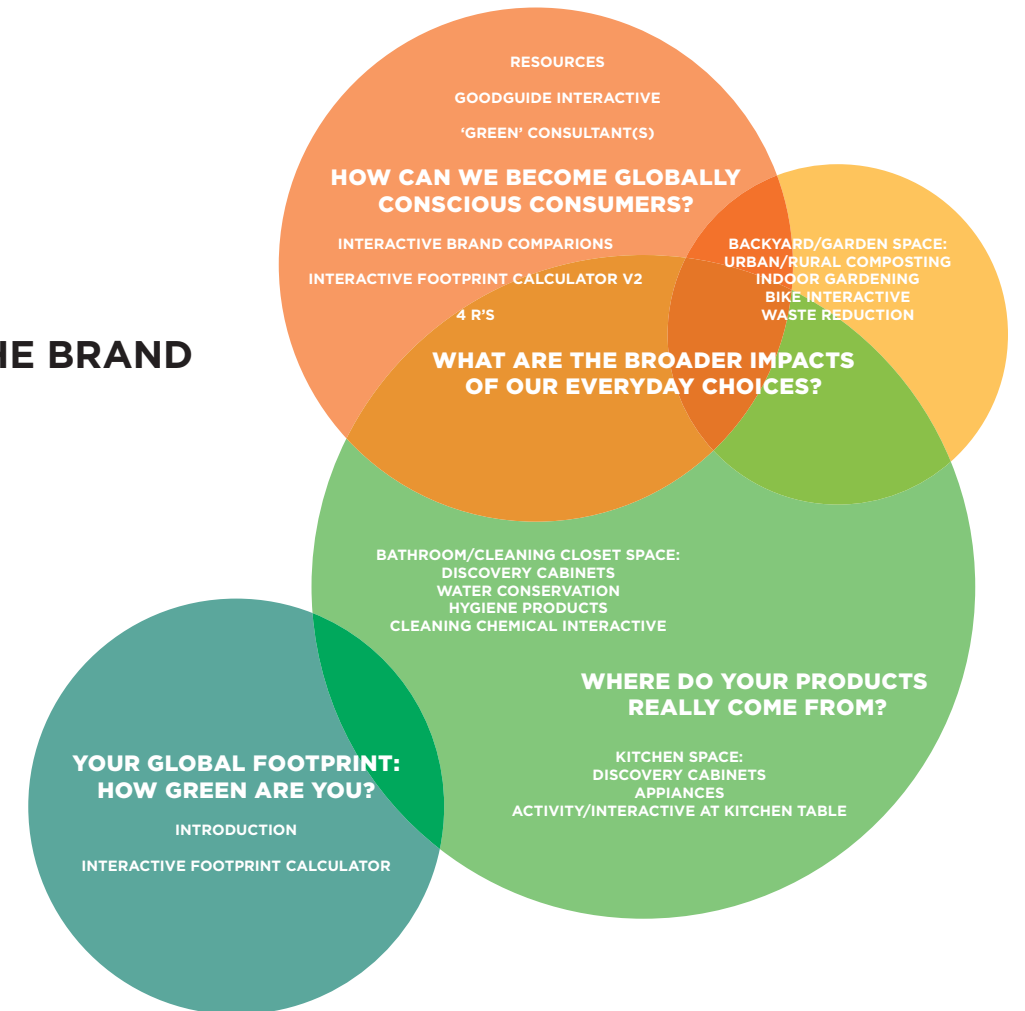 RESOURCES
GOODGUIDE INTERACTIVE
‘GREEN’ CONSULTANT(S)
HOW CAN WE BECOME GLOBALLY
CONSCIOUS CONSUMERS?
INTERACTIVE BRAND COMPARIONS
INTERACTIVE FOOTPRINT CALCULATOR V2
4 R’S
BACKYARD/GARDEN SPACE:
URBAN/RURAL COMPOSTING
INDOOR GARDENING
BIKE INTERACTIVE
WASTE REDUCTION
HE BRAND
WHAT ARE THE BROADER IMPACTS
OF OUR EVERYDAY CHOICES?
BATHROOM/CLEANING CLOSET SPACE:
DISCOVERY CABINETS
WATER CONSERVATION
HYGIENE PRODUCTS
CLEANING CHEMICAL INTERACTIVE
WHERE DO YOUR PRODUCTS
REALLY COME FROM?
KITCHEN SPACE:
DISCOVERY CABINETS
APPIANCES
ACTIVITY/INTERACTIVE AT KITCHEN TABLE
YOUR GLOBAL FOOTPRINT:
HOW GREEN ARE YOU?
INTRODUCTION
INTERACTIVE FOOTPRINT CALCULATOR